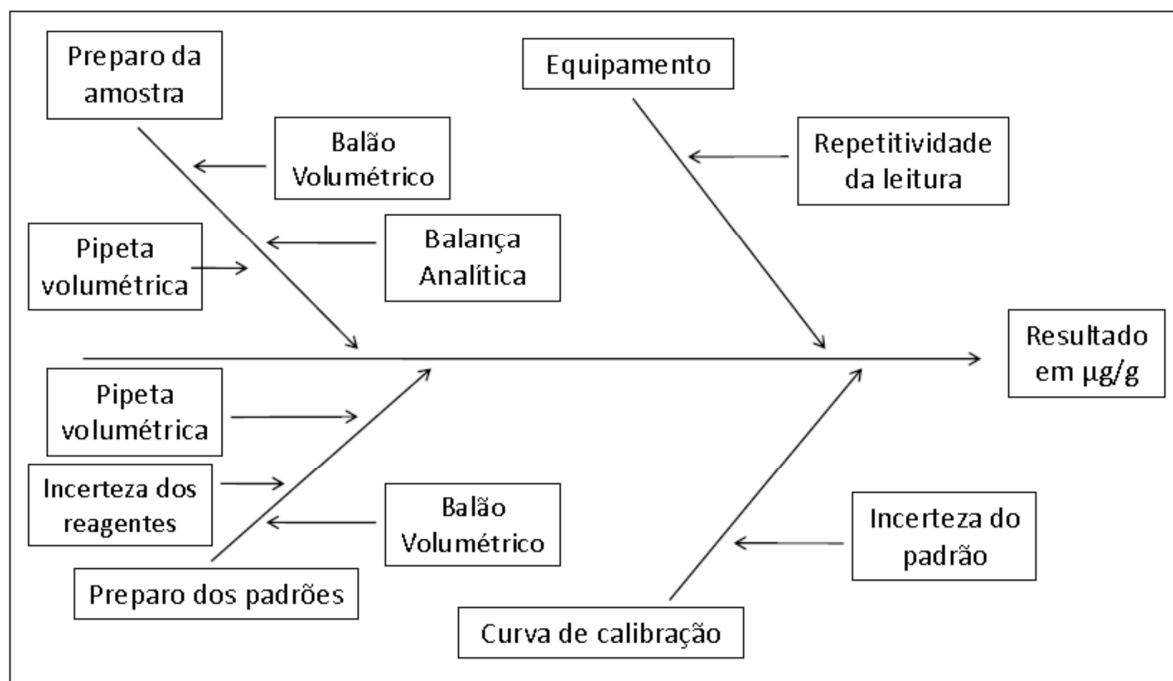 Preparo da
amostra
Equipamento
Balão
Volumétrico
Repetitividade
da leitura
Pipeta
volumétrica
Balança
Analítica
Resultado
em µg/g
Pipeta
volumétrica
Incerteza dos
reagentes
Balão
Volumétrico
Incerteza do
padrão
Preparo dos padrões
Curva de calibração